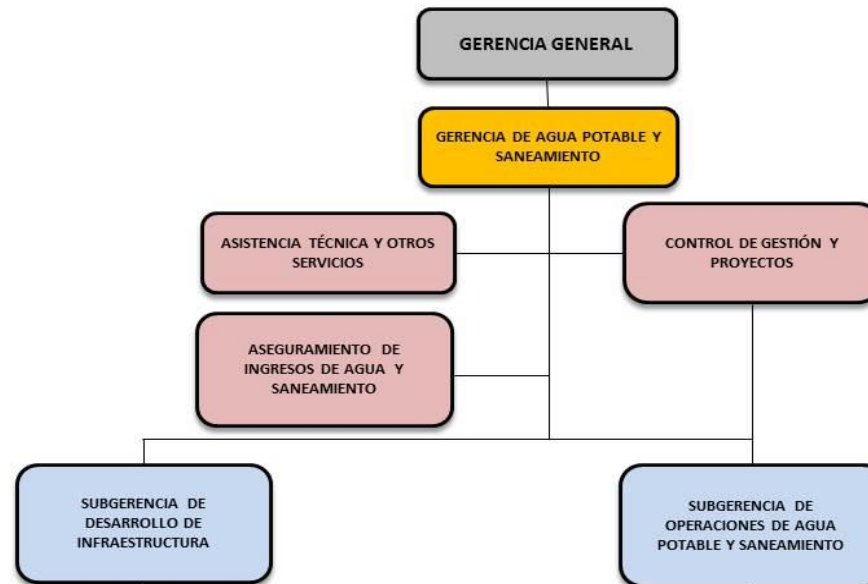 GERENCIA GENERAL
GERENCIA DE AGUA POTABLE Y
SANEAMIENTO
ASISTENCIA TÉCNICA Y OTROS
SERVICIOS
CONTROL DE GESTIÓN Y
PROYECTOS
ASEGURAMIENTO DE
INGRESOS DE AGUA Y
SANEAMIENTO
SUBGERENCIA DE
DESARROLLO DE
INFRAESTRUCTURA
SUBGERENCIA DE
OPERACIONES DE AGUA
POTABLE Y SANEAMIENTO